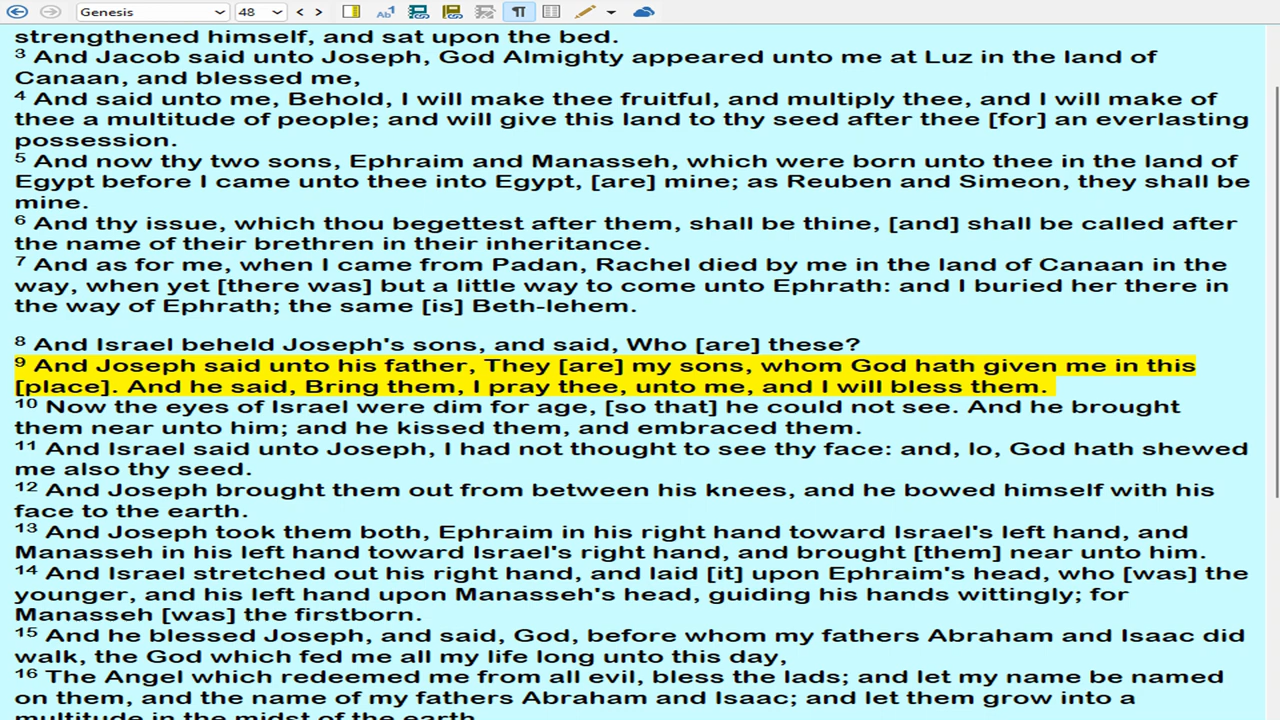 Genesis 48 < >
strengthened himself, and sat upon the bed.
3 And Jacob said unto Joseph, God Almighty appeared unto me at Luz in the land of
Canaan, and blessed me,
4 And said unto me, Behold, I will make thee fruitful, and multiply thee, and I will make of
thee a multitude of people; and will give this land to thy seed after thee [for] an everlasting
possession.
5 And now thy two sons, Ephraim and Manasseh, which were born unto thee in the land of
Egypt before I came unto thee into Egypt, [are] mine; as Reuben and Simeon, they shall be
mine.
6 And thy issue, which thou begettest after them, shall be thine, [and] shall be called after
the name of their brethren in their inheritance.
7 And as for me, when I came from Padan, Rachel died by me in the land of Canaan in the
way, when yet [there was] but a little way to come unto Ephrath: and I buried her there in
the way of Ephrath; the same [is] Beth-lehem.
8 And Israel beheld Joseph's sons, and said, Who [are] these?
9 And Joseph said unto his father, They [are] my sons, whom God hath given me in this
[place]. And he said, Bring them, I pray thee, unto me, and I will bless them.
10 Now the eyes of Israel were dim for age, [so that] he could not see. And he brought
them near unto him; and he kissed them, and embraced them.
11 And Israel said unto Joseph, I had not thought to see thy face: and, lo, God hath shewed
me also thy seed.
12 And Joseph brought them out from between his knees, and he bowed himself with his
face to the earth.
13 And Joseph took them both, Ephraim in his right hand toward Israel's left hand, and
Manasseh in his left hand toward Israel's right hand, and brought [them] near unto him.
14 And Israel stretched out his right hand, and laid [it] upon Ephraim's head, who [was] the
younger, and his left hand upon Manasseh's head, guiding his hands wittingly; for
Manasseh [was] the firstborn.
15 And he blessed Joseph, and said, God, before whom my fathers Abraham and Isaac did
walk, the God which fed me all my life long unto this day,
16 The Angel which redeemed me from all evil, bless the lads; and let my name be named
on them, and the name of my fathers Abraham and Isaac; and let them grow into a
multitude in the midst of the earth.